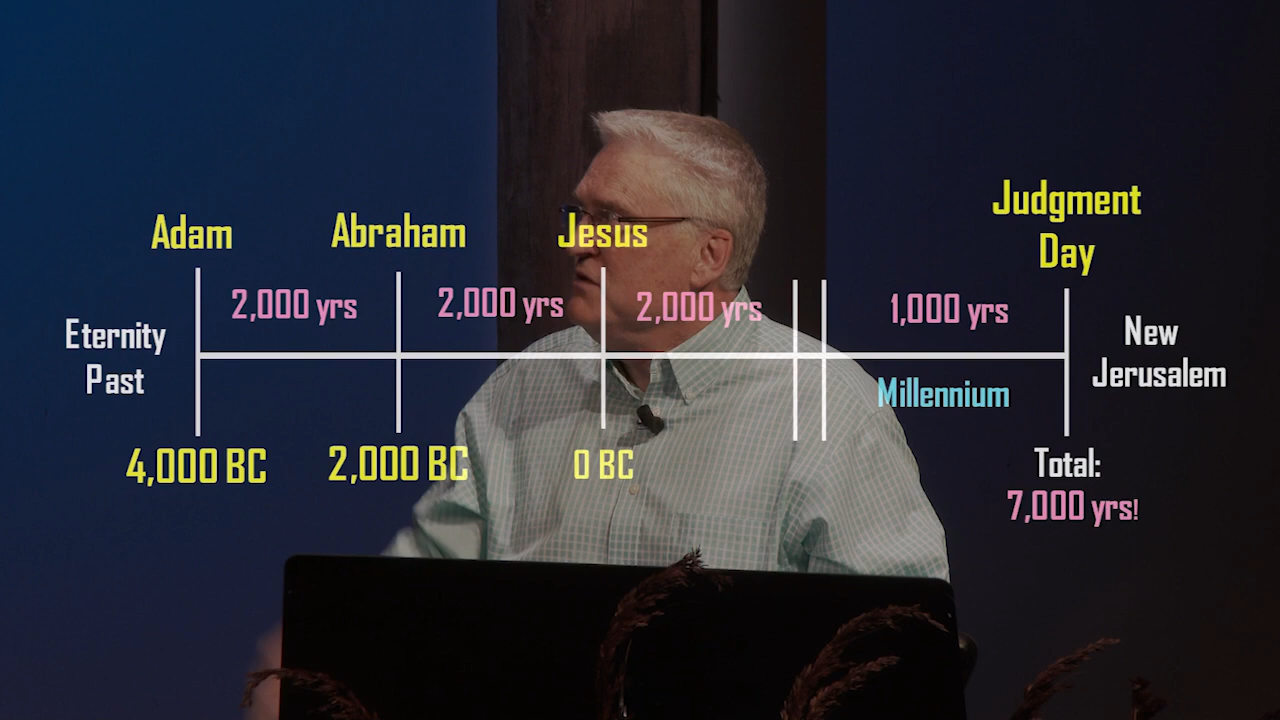 Adam
Abraham
Jesus
Judgment
Day
2,000 yrs
2,000 yrs
2,000 yrs
1,000 yrs
Eternity
Past
New
Jerusalem
Millennium
4,000 BC
2,000 BC
0 BC
Total:
7,000 yrs!